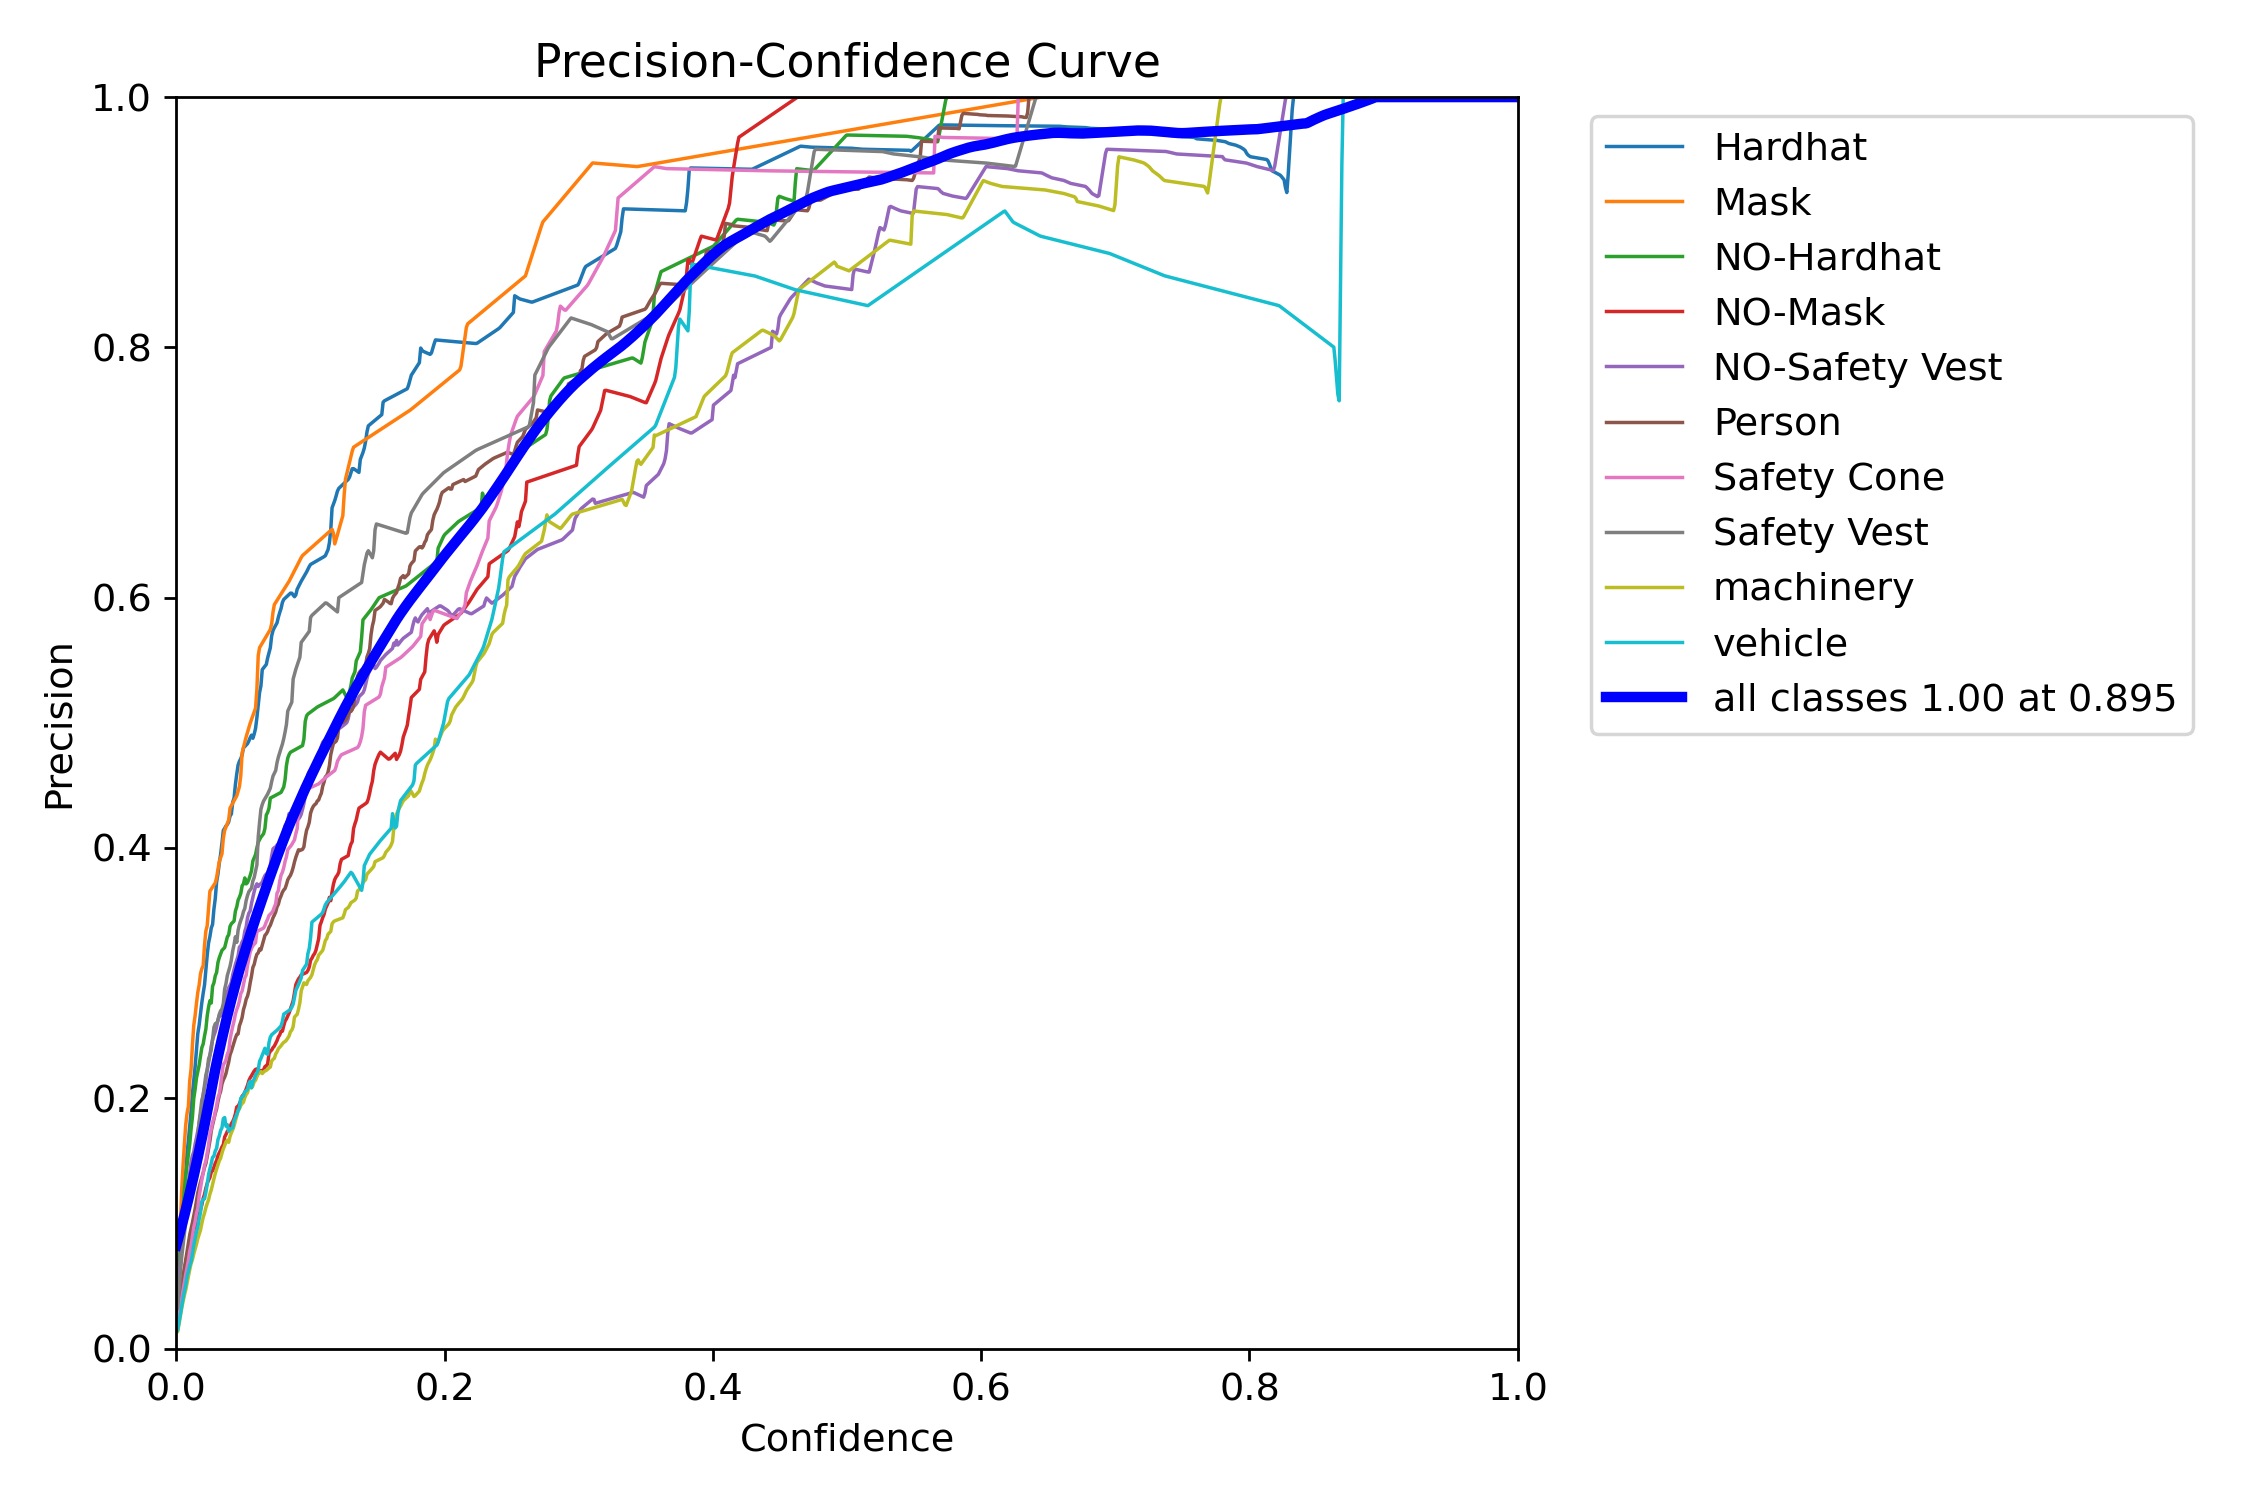 Precision-Confidence Curve
1.0
0.8
0.6
0.4
0.2
0.0
Precision
0.0 0.2 0.4 0.6 0.8 1.0
Confidence
Hardhat
Mask
NO-Hardhat
NO-Mask
NO-Safety Vest
Person
Safety Cone
Safety Vest
machinery
vehicle
all classes 1.00 at 0.895